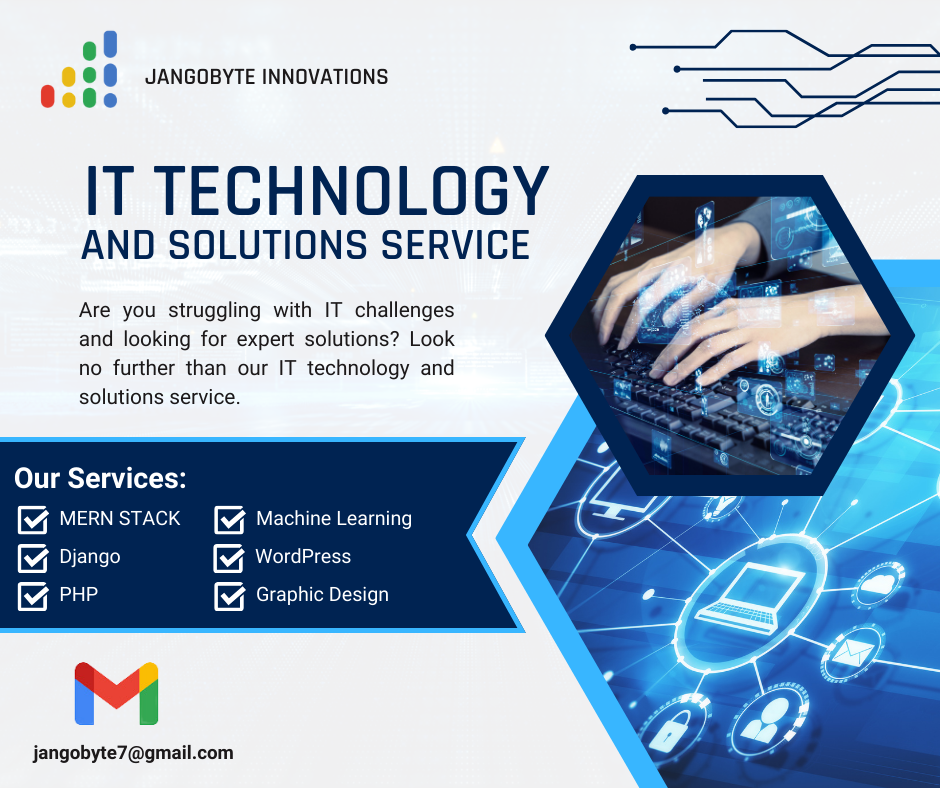 JANGOBYTE INNOVATIONS
IT TECHNOLOGY
AND SOLUTIONS SERVICE
Are you struggling with IT challenges
and looking for expert solutions? Look
no further than our IT technology and
solutions service.
Our Services:
MERN STACK
Django
PHP
Machine Learning
WordPress
Graphic Design
jangobyte7@gmail.com